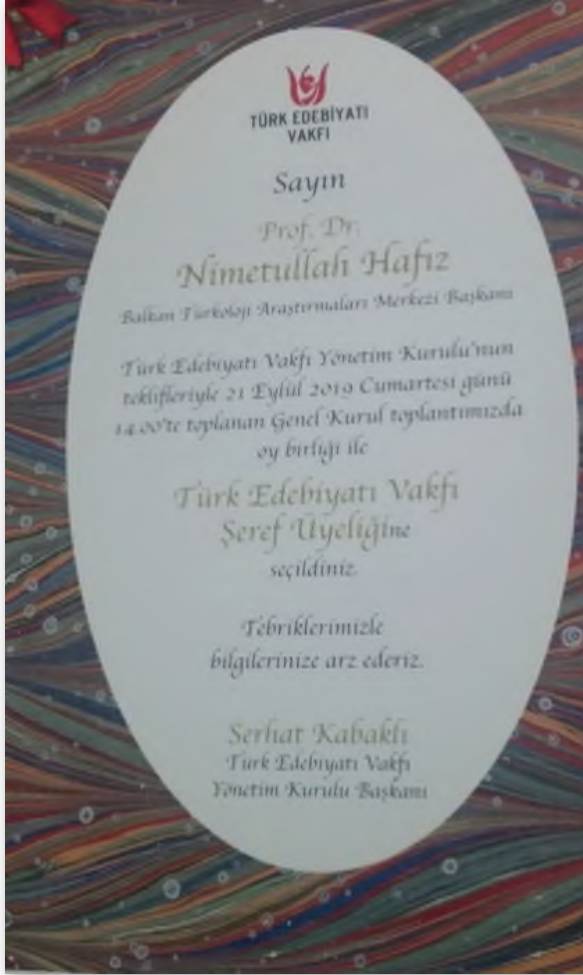 TÜRK EDEBİYATI
VAKFI
Sayın
Prof. Dr.
Nimetullah Hafız
Balkan Türkoloji Araştırmaları Merkezi Başkanı
Türk Edebiyatı Vakfı Yönetim Kurulu'nun
teklifleriyle 21 Eylül 2019 Cumartesi günü
14.00'te toplanan Genel Kurul toplantımızda
oy birliği ile
Türk Edebiyatı Vakfı
Şeref Üyeliğine
seçildiniz.
Tebriklerimizle
bilgilerinize arz ederiz.
Serhat Kabaklı
Türk Edebiyatı Vakfı
Yönetim Kurulu Başkanı